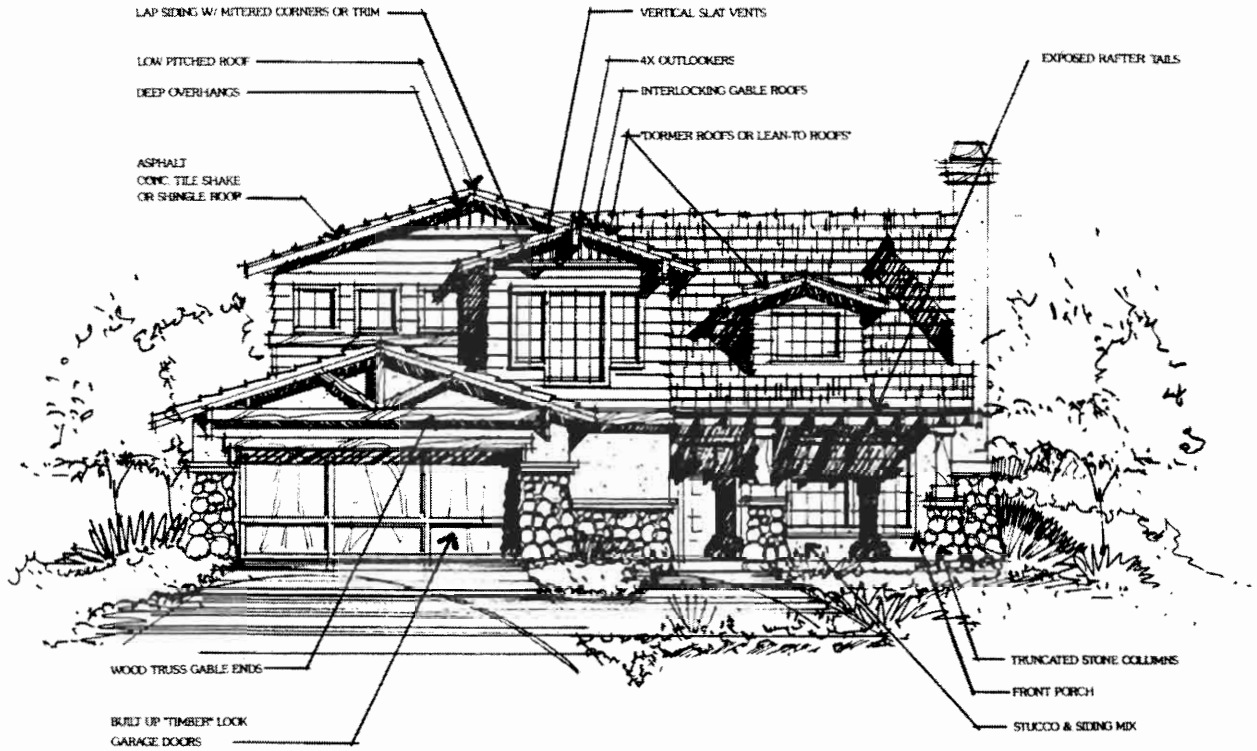 LAP SIDING W/ MITERED CORNERS OR TRIM
LOW PITCHED ROOF
DEEP OVERHANGS
ASPHALT
CONC. TILE SHAKE
OR SHINGLE ROOF
VERTICAL SLAT VENTS
4X OUTLOOKERS
INTERLOCKING GABLE ROOFS
"DORMER ROOFS OR LEAN-TO ROOFS"
EXPOSED RAFTER TAILS
WOOD TRUSS GABLE ENDS
BUILT UP "TIMBER" LOOK
GARAGE DOORS
TRUNCATED STONE COLUMNS
FRONT PORCH
STUCCO & SIDING MIX